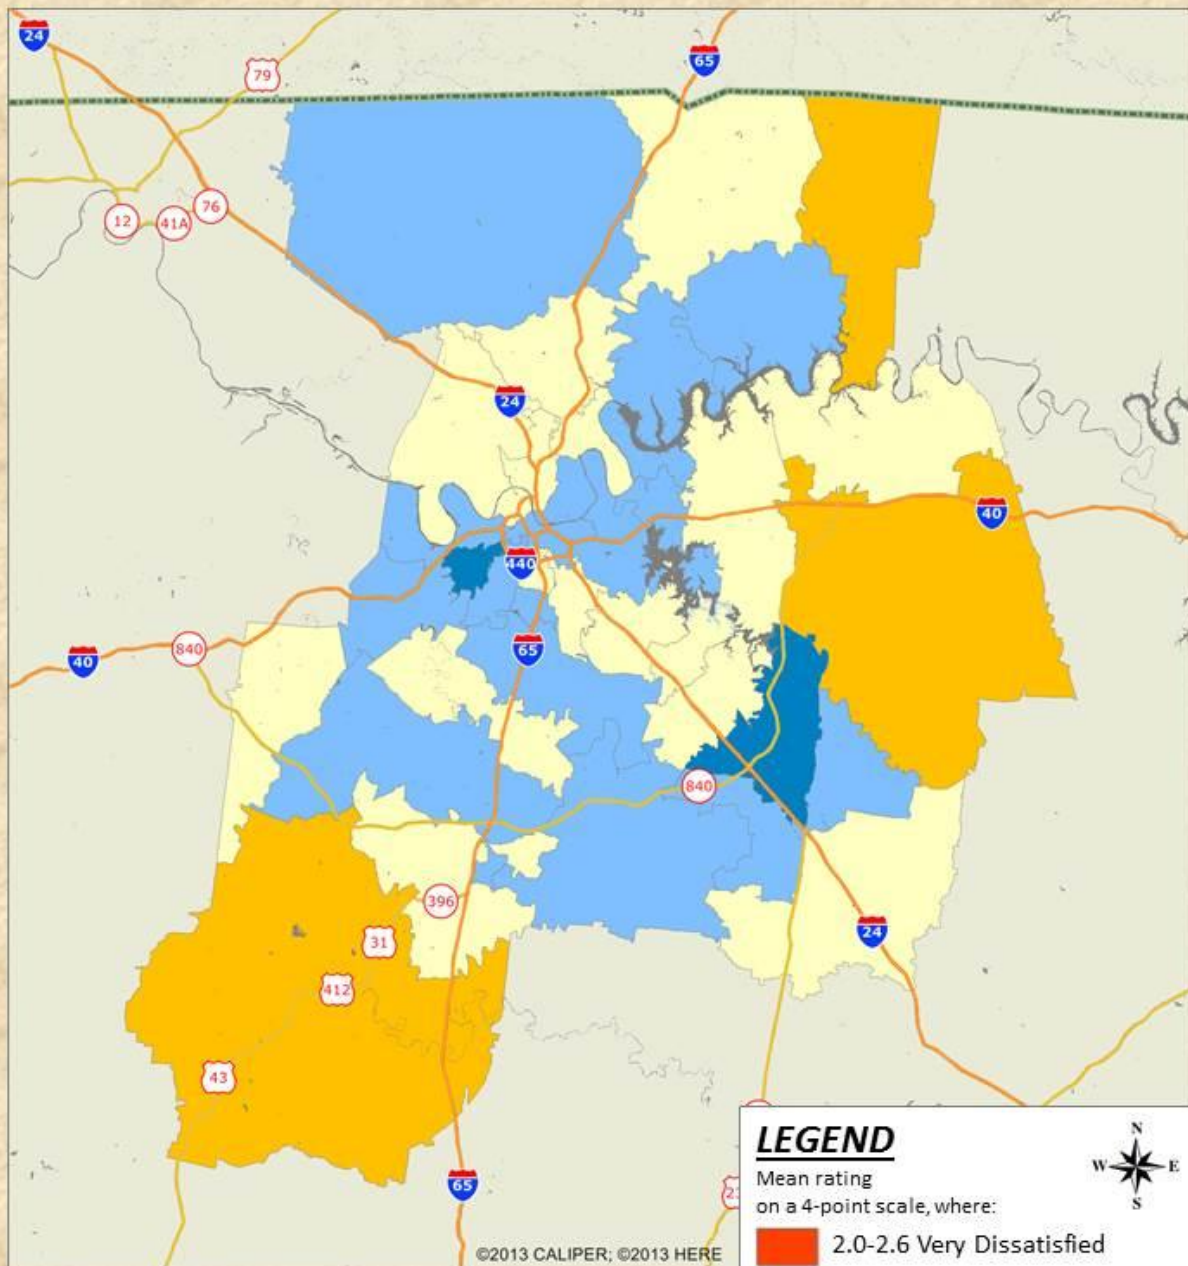 24
65
79
12
41A
76
24
40
440
65
840
40
840
396
31
24
412
43
65
©2013 CALIPER; ©2013 HERE
LEGEND
Mean rating
on a 4-point scale, where:
2.0-2.6 Very Dissatisfied
N
W
E
S